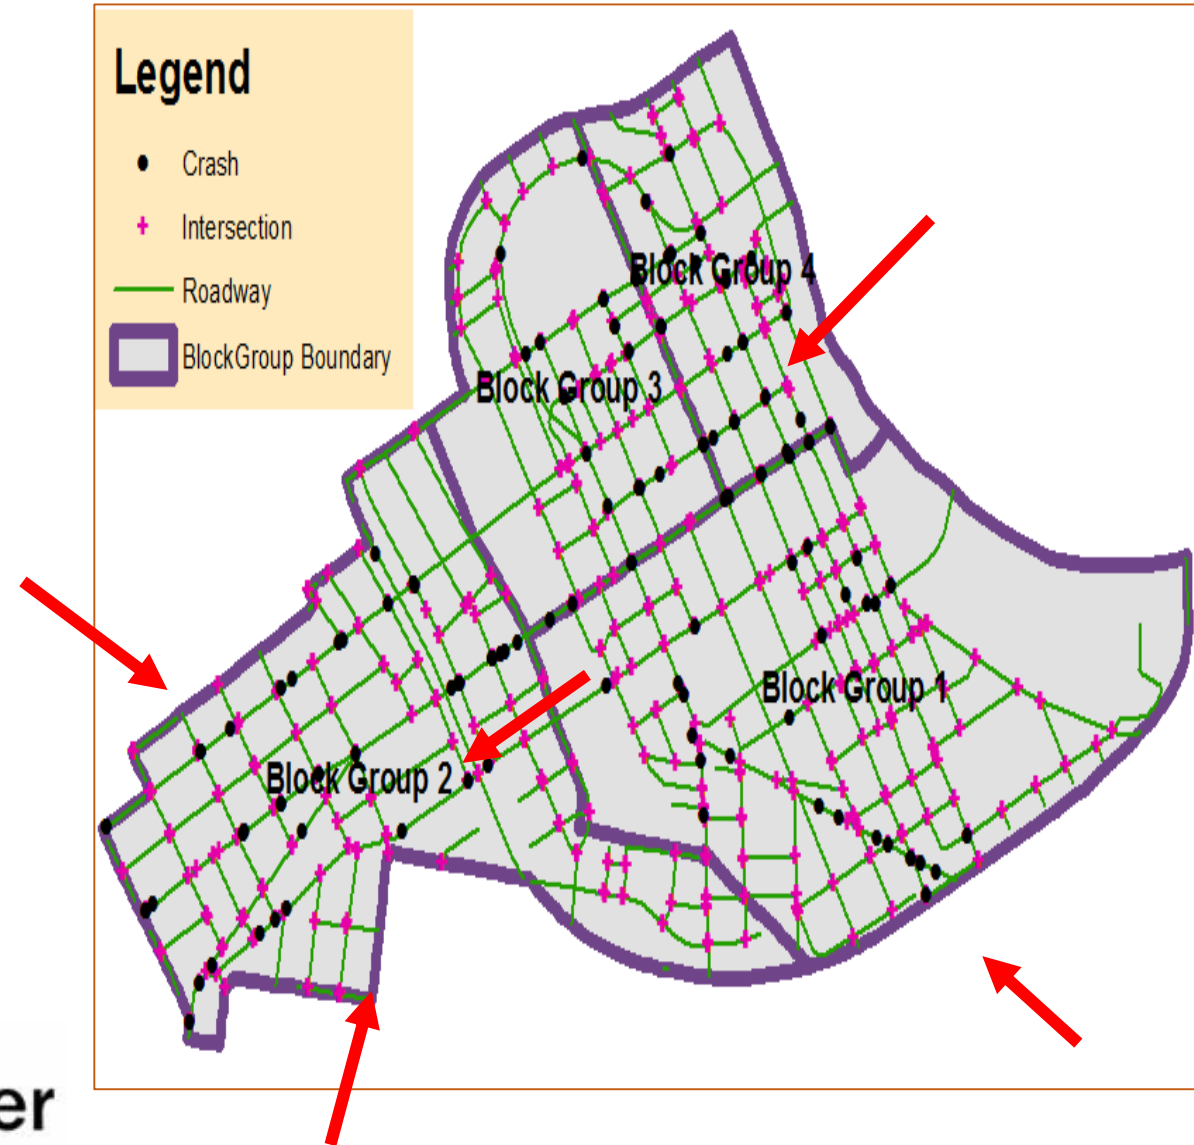 Legend
Crash
Intersection
Roadway
BlockGroup Boundary
Block Group 4
Block Group 3
Block Group 1
Block Group 2
er